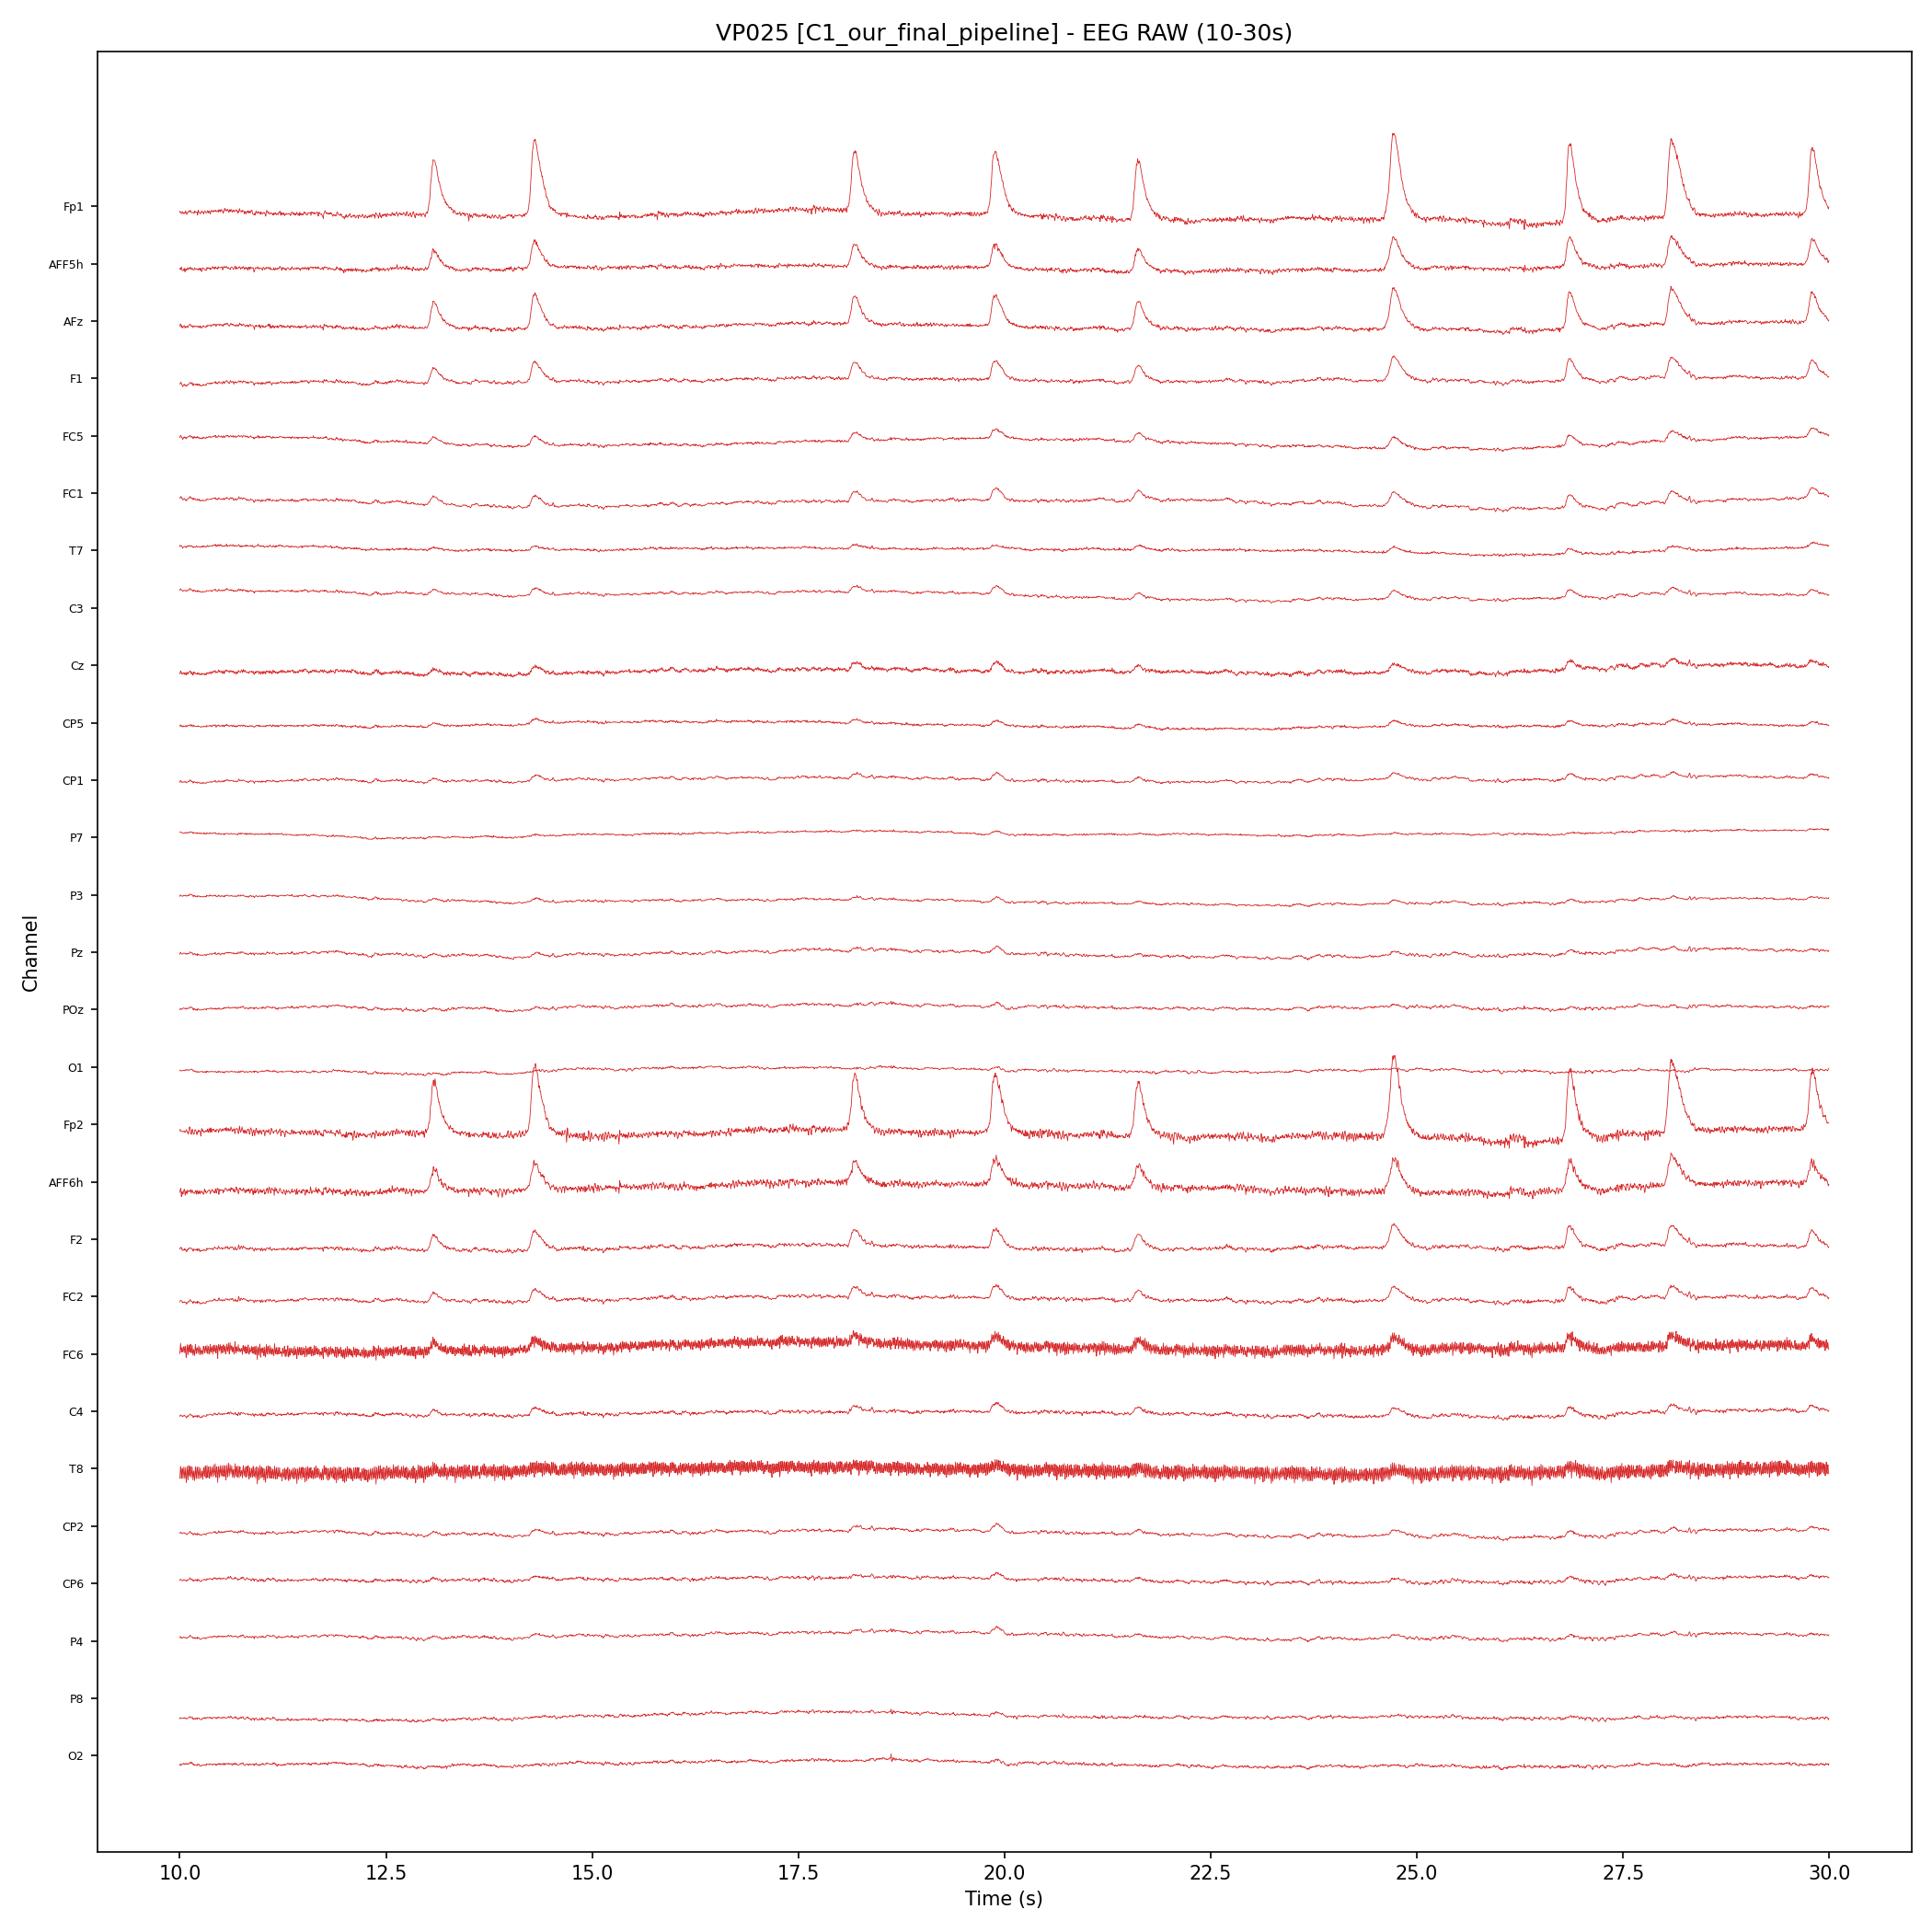 VP025 [C1_our_final_pipeline] - EEG RAW (10-30s)
Channel
Fp1
AFF5h
AFz
F1
FC5
FC1
T7
C3
Cz
CP5
CP1
P7
P3
Pz
POz
O1
Fp2
AFF6h
F2
FC2
FC6
C4
T8
CP2
CP6
P4
P8
O2
10.0 12.5 15.0 17.5 20.0 22.5 25.0 27.5 30.0
Time (s)